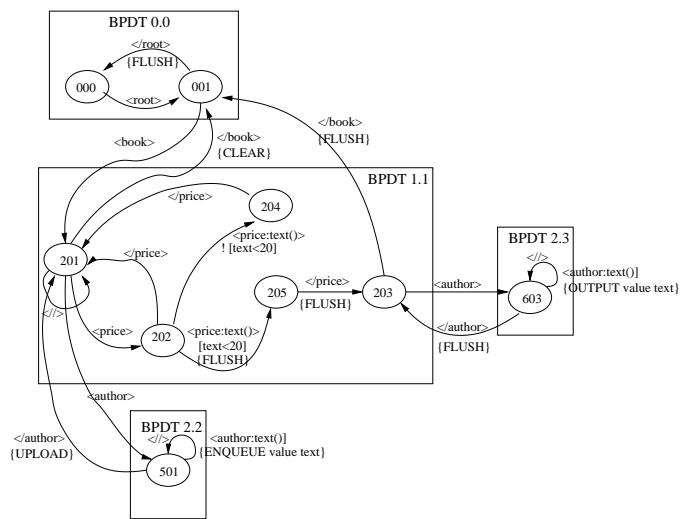 BPDT 0.0
</root>
{FLUSH}
000
001
<root>
<book>
</book>
{CLEAR}
</book>
{FLUSH}
BPDT 1.1
</price>
204
<price:text()>
! [text<20]
201
</price>
<//>
<price>
202
<price:text()>
[text<20]
{FLUSH}
205
</price>
{FLUSH}
203
<author>
BPDT 2.3
<//>
<author:text()]
{OUTPUT value text}
603
</author>
{FLUSH}
<author>
</author>
{UPLOAD}
BPDT 2.2
<//>
<author:text()]
{ENQUEUE value text}
501